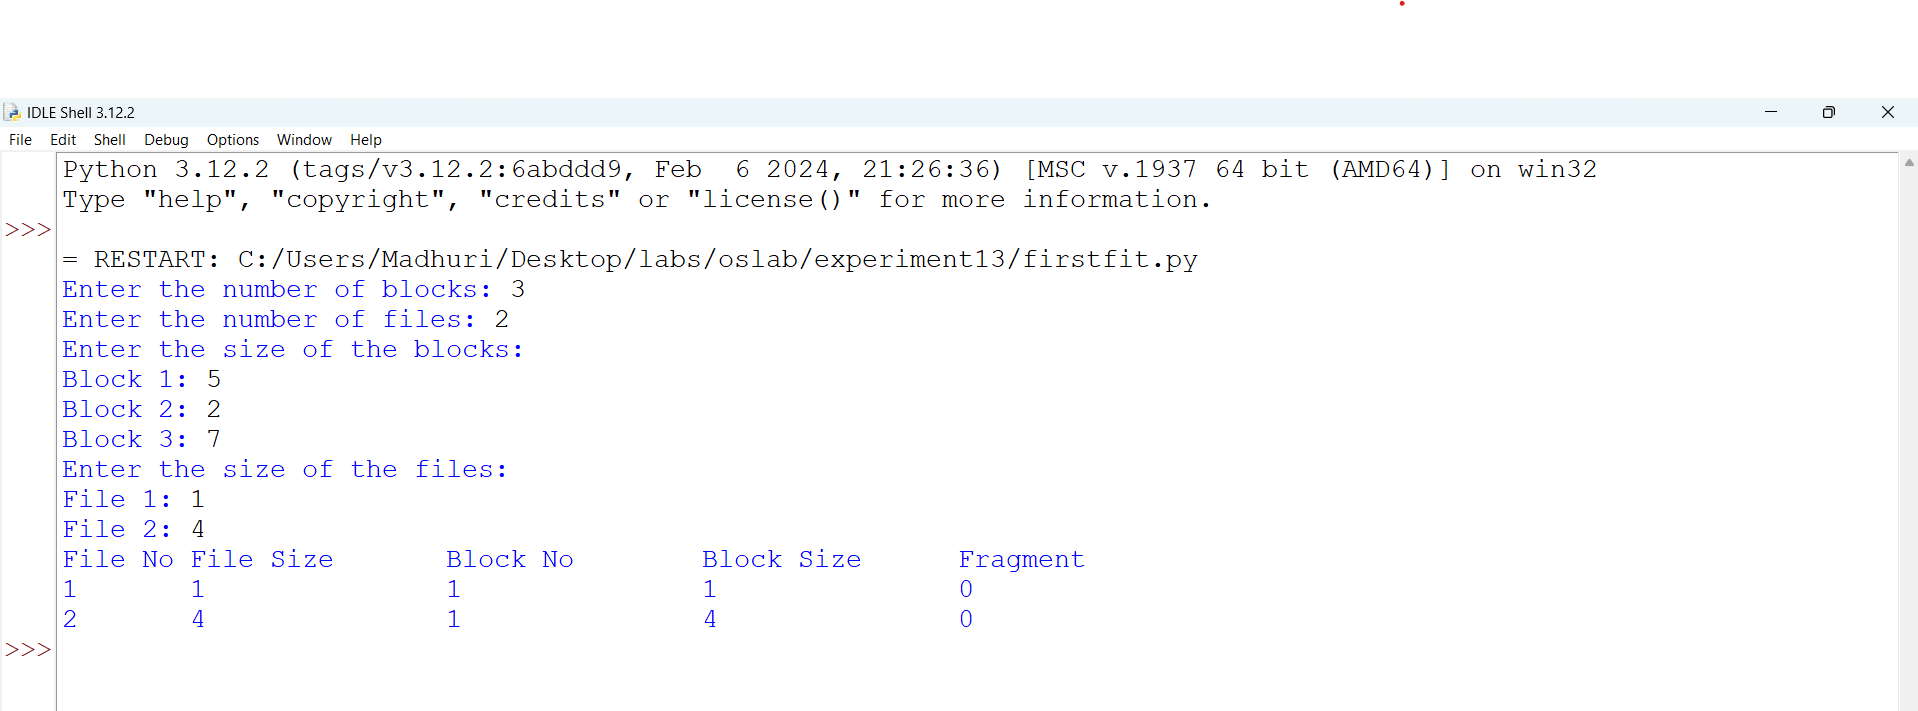 IDLE Shell 3.12.2
File Edit Shell Debug Options Window Help
Python 3.12.2 (tags/v3.12.2:6abddd9, Feb  6 2024, 21:26:36) [MSC v.1937 64 bit (AMD64)] on win32
Type "help", "copyright", "credits" or "license()" for more information.
>>>
= RESTART: C:/Users/Madhuri/Desktop/labs/oslab/experiment13/firstfit.py
Enter the number of blocks: 3
Enter the number of files: 2
Enter the size of the blocks:
Block 1: 5
Block 2: 2
Block 3: 7
Enter the size of the files:
File 1: 1
File 2: 4
File No File Size       Block No        Block Size      Fragment
1       1               1               1               0
2       4               1               4               0
>>>